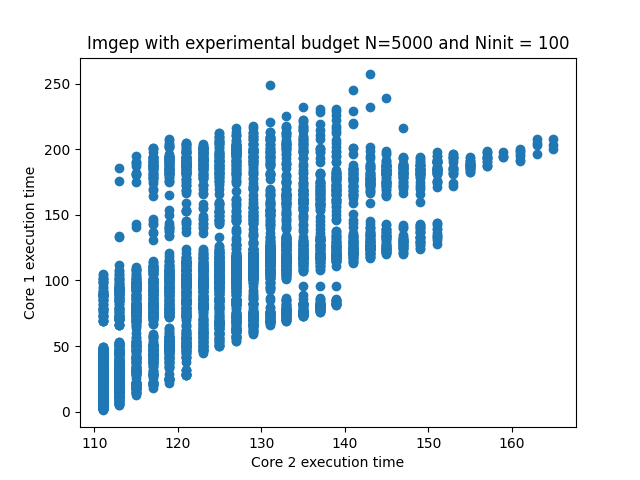 Imgep with experimental budget N=5000 and Ninit = 100
250
200
150
100
50
0
Core 1 execution time
110 120 130 140 150 160
Core 2 execution time